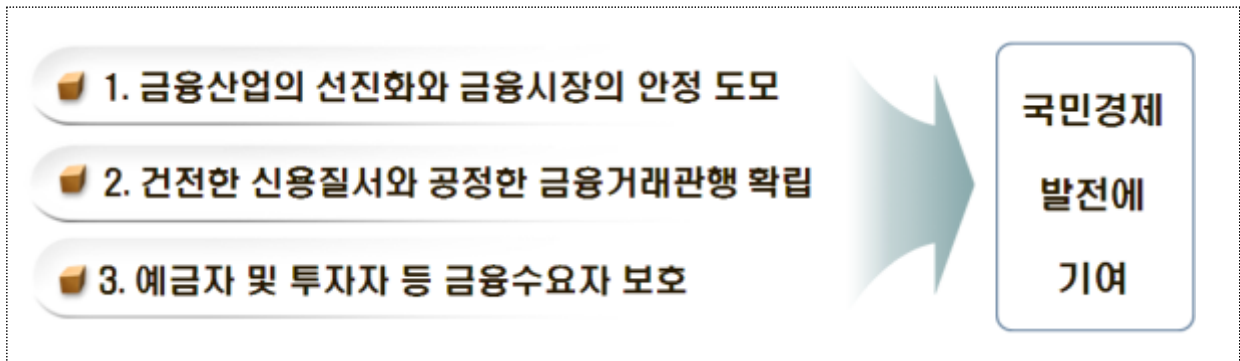 1. 금융산업의 선진화와 금융시장의 안정 도모
2. 건전한 신용질서와 공정한 금융거래관행 확립
3. 예금자 및 투자자 등 금융수요자 보호
국민경제
발전에
기여